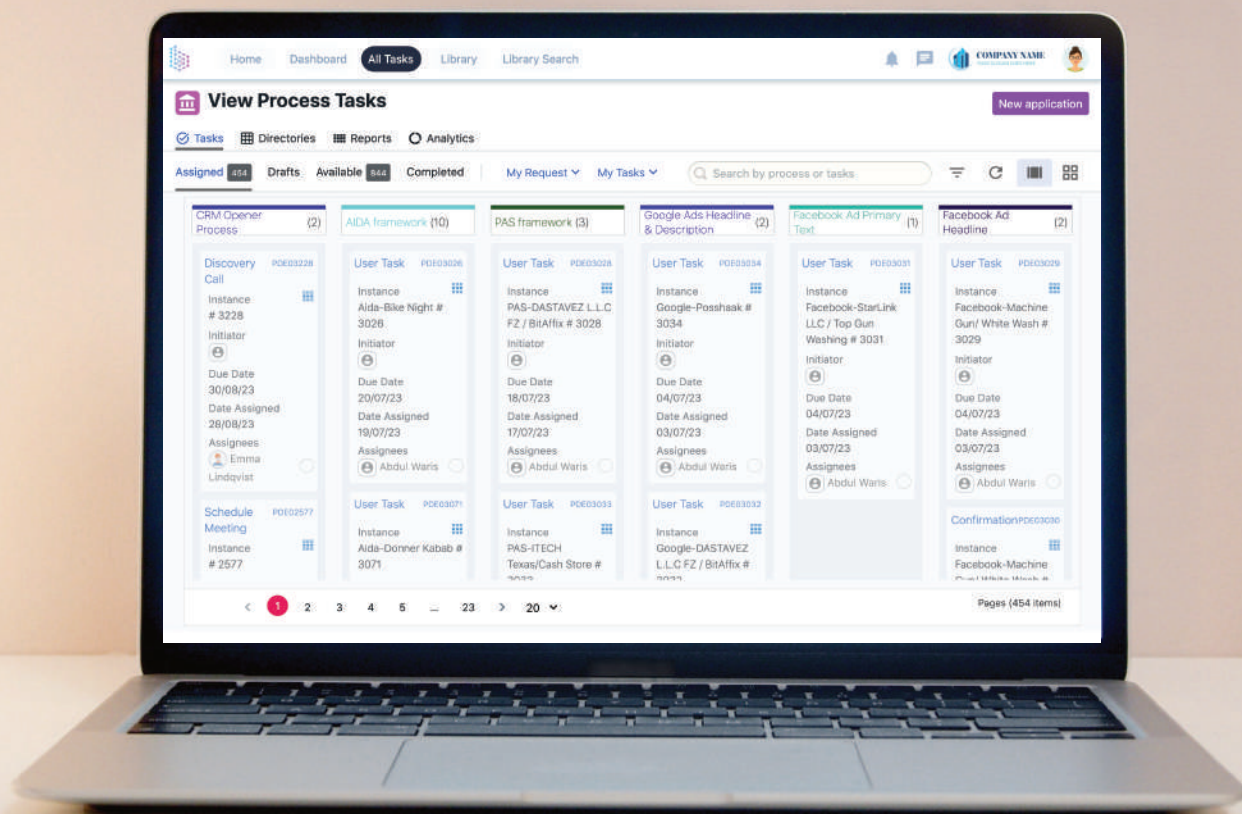 Home Dashboard All Tasks Library Library Search COMPANY NAME
View Process Tasks New application
Tasks Directories Reports Analytics
Assigned 454 Drafts Available 844 Completed My Request My Tasks Search by process or tasks
CRM Opener
Process (2)
AIDA framework (10)
PAS framework (3)
Google Ads Headline
& Description (2)
Facebook Ad Primary
Text (1)
Facebook Ad
Headline (2)
Discovery PDE03228
Call
Instance
# 3228
Initiator
Due Date
30/08/23
Date Assigned
28/08/23
Assignees
Emma
Lindqvist
Schedule PDE02577
Meeting
Instance
# 2577
User Task PDE03026
Instance
Aida-Bike Night #
3026
Initiator
Due Date
20/07/23
Date Assigned
19/07/23
Assignees
Abdul Waris
User Task PDE03071
Instance
Aida-Donner Kabab #
3071
User Task PDE03028
Instance
PAS-DASTAVEZ L.L.C
FZ / BitAffix # 3028
Initiator
Due Date
18/07/23
Date Assigned
17/07/23
Assignees
Abdul Waris
User Task PDE03033
Instance
PAS-ITECH
Texas/Cash Store #
User Task PDE03034
Instance
Google-Posshaak #
3034
Initiator
Due Date
04/07/23
Date Assigned
03/07/23
Assignees
Abdul Waris
User Task PDE03032
Instance
Google-DASTAVEZ
L.L.C FZ / BitAffix #
User Task PDE03031
Instance
Facebook-StarLink
LLC / Top Gun
Washing # 3031
Initiator
Due Date
04/07/23
Date Assigned
03/07/23
Assignees
Abdul Waris
User Task PDE03029
Instance
Facebook-Machine
Gun/ White Wash #
3029
Initiator
Due Date
04/07/23
Date Assigned
03/07/23
Assignees
Abdul Waris
Confirmation PDE03030
Instance
Facebook-Machine
Gun/ White Wash #
< 1 2 3 4 5 ... 23 > 20 Pages (454 items)